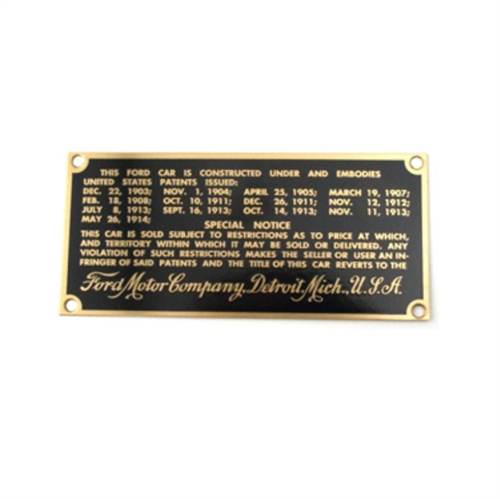 THIS FORD CAR IS CONSTRUCTED UNDER AND EMBODIES
UNITED STATES PATENTS ISSUED:
DEC. 22, 1903; NOV. 1, 1904; APRIL 25, 1905; MARCH 19, 1907;
FEB. 18, 1908; OCT. 10, 1911; DEC. 26, 1911; NOV. 12, 1912;
JULY 8, 1913; SEPT. 16, 1913; OCT. 14, 1913; NOV. 11, 1913;
MAY 26, 1914;
SPECIAL NOTICE
THIS CAR IS SOLD SUBJECT TO RESTRICTIONS AS TO PRICE AT WHICH,
AND TERRITORY WITHIN WHICH IT MAY BE SOLD OR DELIVERED. ANY
VIOLATION OF SUCH RESTRICTIONS MAKES THE SELLER OR USER AN IN-
FRINGER OF SAID PATENTS AND THE TITLE OF THIS CAR REVERTS TO THE
Ford Motor Company, Detroit, Mich., U.S.A.